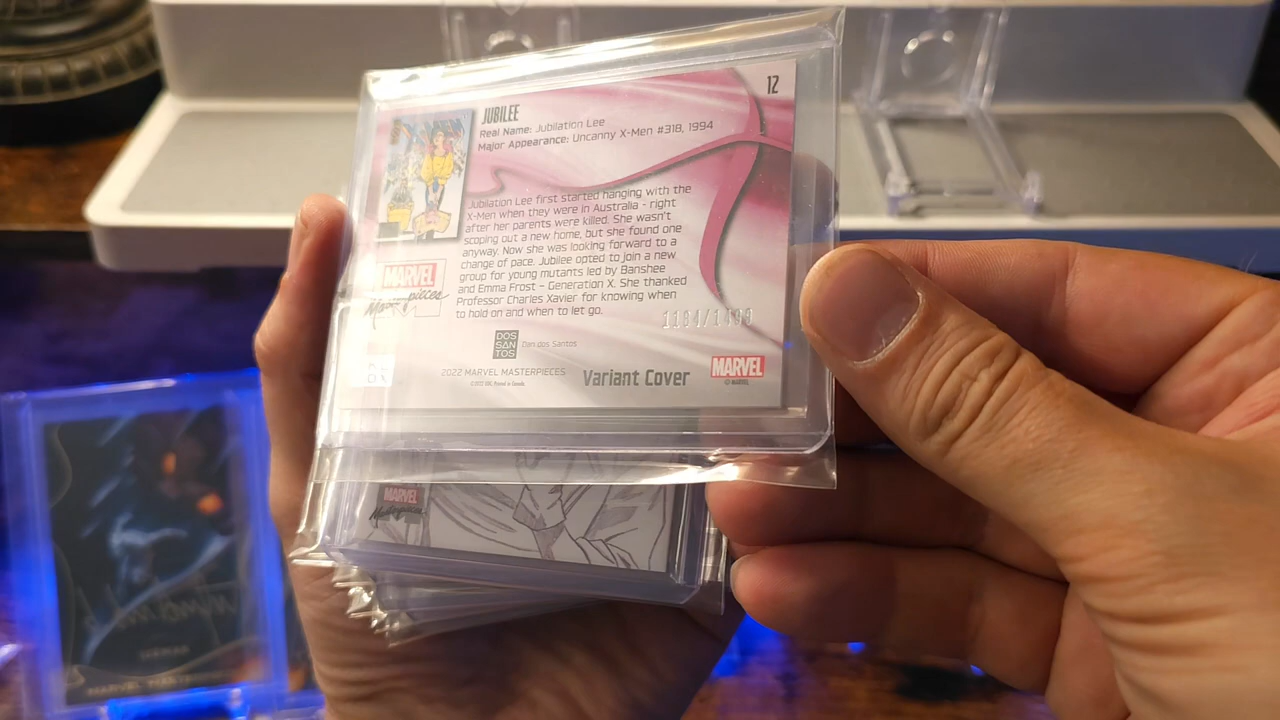 12
JUBILEE
Real Name: Jubilation Lee
Major Appearance: Uncanny X-Men #318, 1994
Jubilation Lee first started hanging with the
X-Men when they were in Australia - right
after her parents were killed. She wasn't
scoping out a new home, but she found one
anyway. Now she was looking forward to a
change of pace. Jubilee opted to join a new
group for young mutants led by Banshee
and Emma Frost - Generation X. She thanked
Professor Charles Xavier for knowing when
to hold on and when to let go.
MARVEL
Masterpieces
DOS
SAN
TOS
Dan dos Santos
2022 MARVEL MASTERPIECES
Variant Cover
MARVEL
© MARVEL
MARVEL
Masterpieces